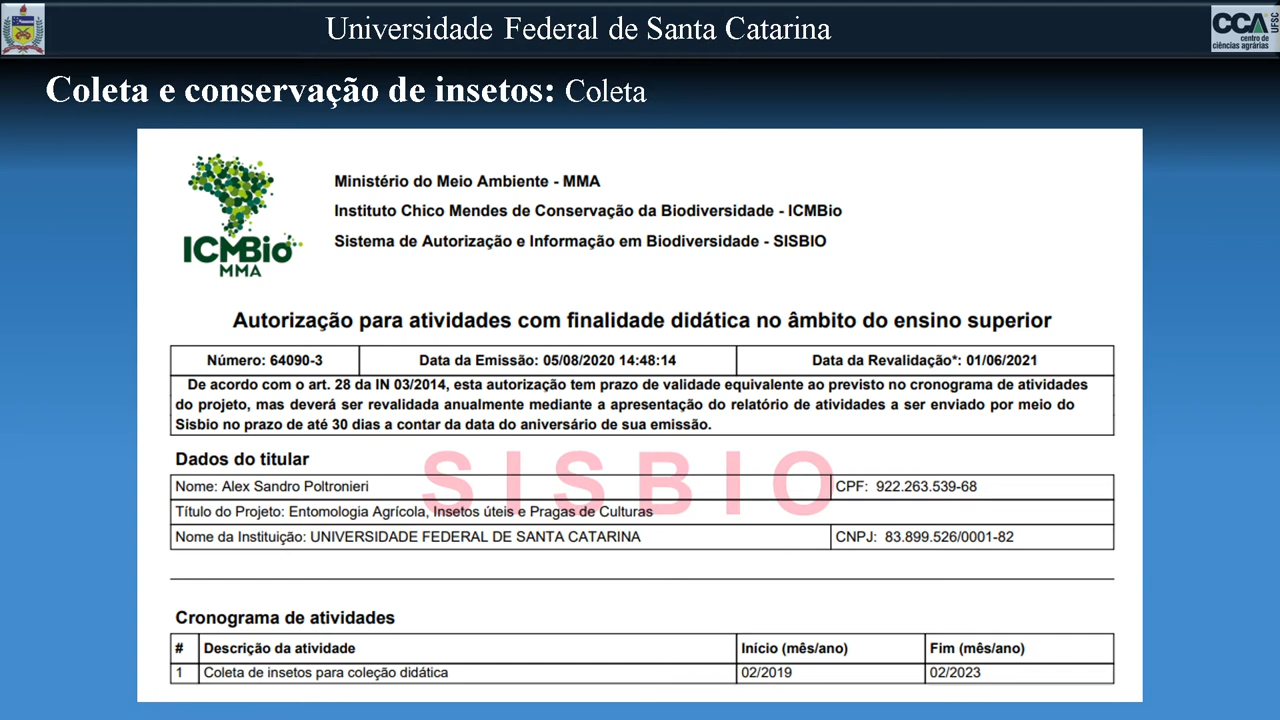 Universidade Federal de Santa Catarina
CCA UFSC
centro de
ciências agrárias
Coleta e conservação de insetos: Coleta
ICMBio
MMA
Ministério do Meio Ambiente - MMA
Instituto Chico Mendes de Conservação da Biodiversidade - ICMBio
Sistema de Autorização e Informação em Biodiversidade - SISBIO
Autorização para atividades com finalidade didática no âmbito do ensino superior
Número: 64090-3 Data da Emissão: 05/08/2020 14:48:14 Data da Revalidação*: 01/06/2021
De acordo com o art. 28 da IN 03/2014, esta autorização tem prazo de validade equivalente ao previsto no cronograma de atividades
do projeto, mas deverá ser revalidada anualmente mediante a apresentação do relatório de atividades a ser enviado por meio do
Sisbio no prazo de até 30 dias a contar da data do aniversário de sua emissão.
SISBIO
Dados do titular
Nome: Alex Sandro Poltronieri CPF: 922.263.539-68
Título do Projeto: Entomologia Agrícola, Insetos úteis e Pragas de Culturas
Nome da Instituição: UNIVERSIDADE FEDERAL DE SANTA CATARINA CNPJ: 83.899.526/0001-82
Cronograma de atividades
# Descrição da atividade Início (mês/ano) Fim (mês/ano)
1 Coleta de insetos para coleção didática 02/2019 02/2023